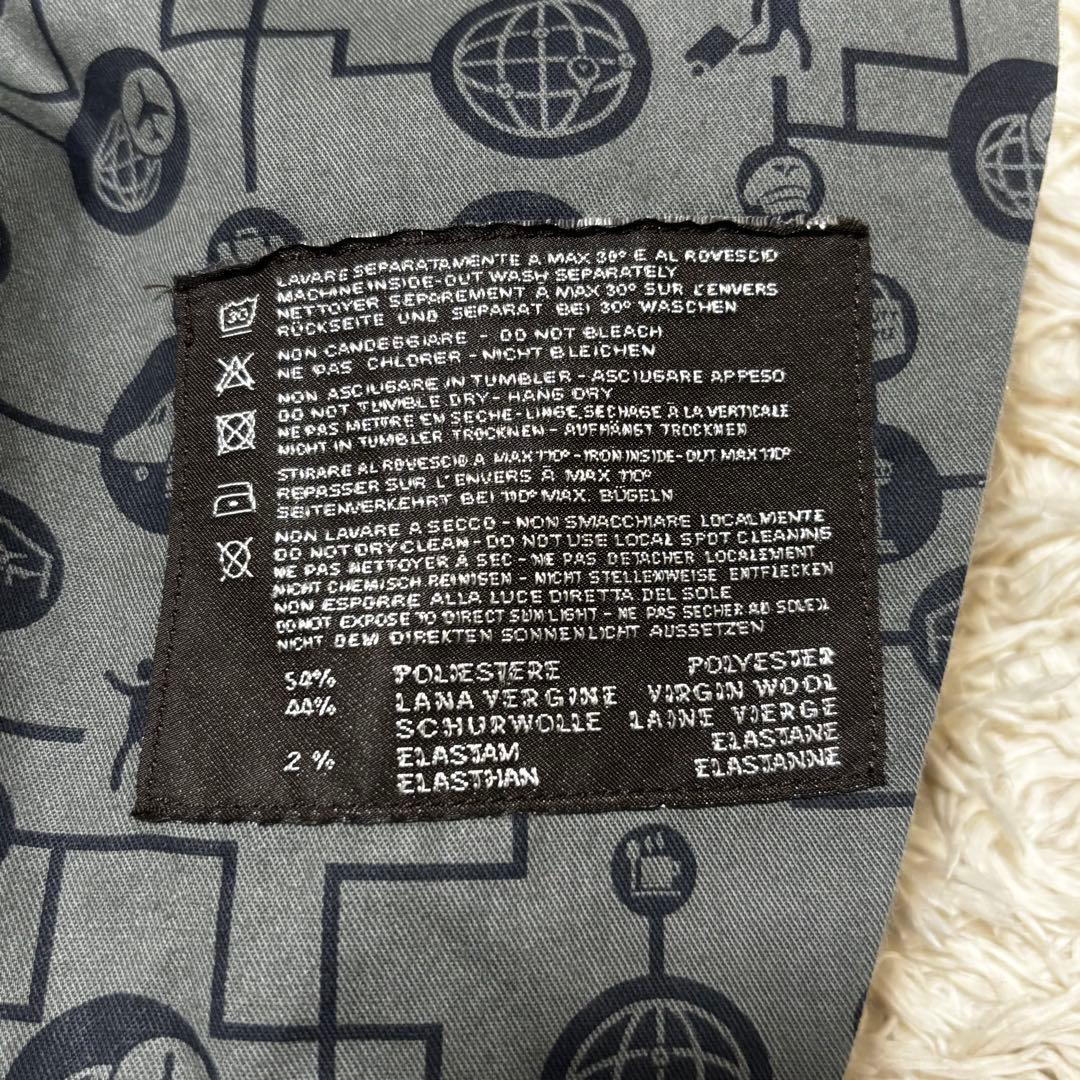 LAVARE SEPARATAMENTE A MAX 30° E AL ROVESCIO
MACHINE INSIDE-OUT WASH SEPARATELY
NETTOYER SEPAREMENT À MAX 30° SUR L'ENVERS
RÜCKSEITE UND SEPARAT BEI 30° WASCHEN
30
NON CANDEGGIARE - DO NOT BLEACH
NE PAS CHLORER - NICHT BLEICHEN
NON ASCIUGARE IN TUMBLER - ASCIUGARE APPESO
DO NOT TUMBLE DRY - HANG DRY
NE PAS METTRE EN SECHE-LINGE, SECHAGE À LA VERTICALE
NICHT IN TUMBLER TROCKNEN - AUFHÄNGT TROCKNEN
STIRARE AL ROVESCIO A MAX 110° - IRON INSIDE-OUT MAX 110°
REPASSER SUR L'ENVERS À MAX 110°
SEITENVERKEHRT BEI 110° MAX. BÜGELN
NON LAVARE A SECCO - NON SMACCHIARE LOCALMENTE
DO NOT DRY CLEAN - DO NOT USE LOCAL SPOT CLEANING
NE PAS NETTOYER À SEC - NE PAS DETACHER LOCALEMENT
NICHT CHEMISCH REINIGEN - NICHT STELLENWEISE ENTFLECKEN
NON ESPORRE ALLA LUCE DIRETTA DEL SOLE
DO NOT EXPOSE TO DIRECT SUNLIGHT - NE PAS SECHER AU SOLEIL
NICHT DEM DIREKTEN SONNENLICHT AUSSETZEN
54% POLIESTERE POLYESTER
44% LANA VERGINE VIRGIN WOOL
SCHURWOLLE LAINE VIERGE
2% ELASTAM ELASTANE
ELASTHAN ELASTANNE